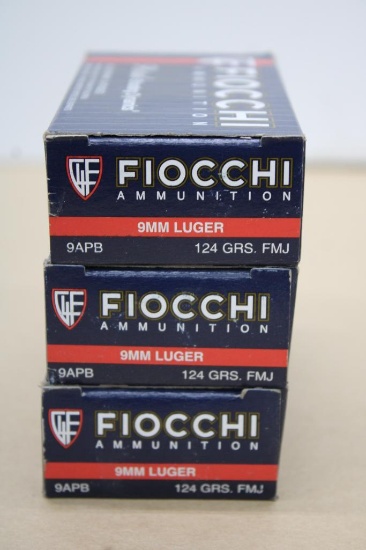 FIOCCHI
AMMUNITION
FIOCCHI
AMMUNITION
9MM LUGER
9APB 124 GRS. FMJ
FIOCCHI
AMMUNITION
9MM LUGER
9APB 124 GRS. FMJ
FIOCCHI
AMMUNITION
9MM LUGER
9APB 124 GRS. FMJ